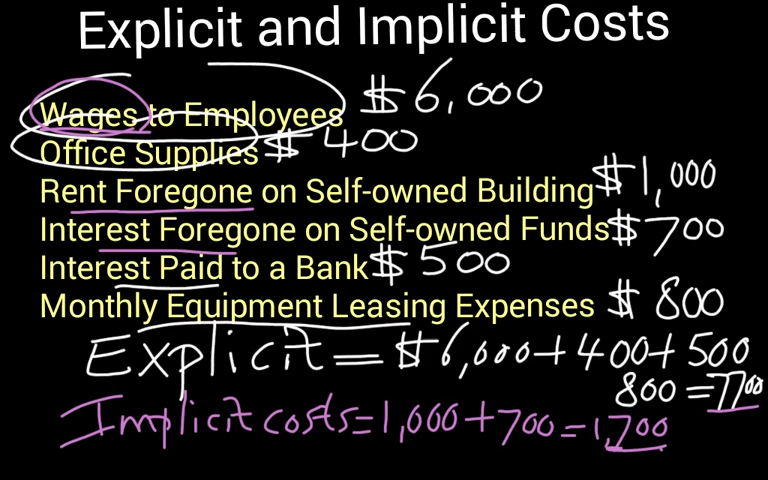 Explicit and Implicit Costs
Wages to Employees $6,000
Office Supplies $400
Rent Foregone on Self-owned Building $1,000
Interest Foregone on Self-owned Funds $700
Interest Paid to a Bank $500
Monthly Equipment Leasing Expenses $800
Explicit = $6,000 + 400 + 500
800 = 7700
Implicit costs = 1,000 + 700 = 1,700